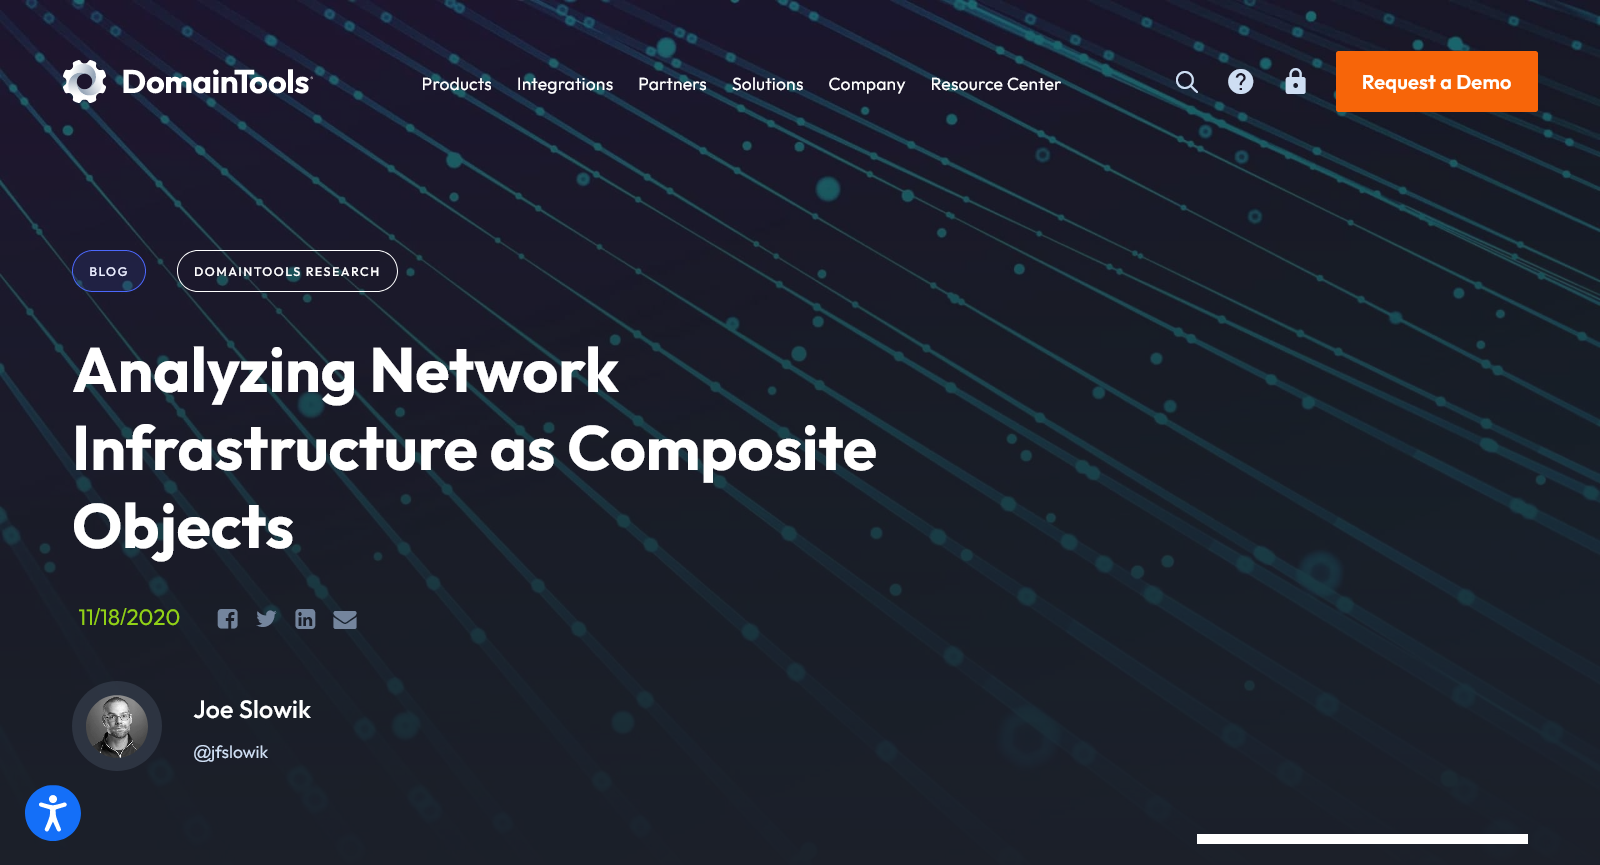 DomainTools
Products Integrations Partners Solutions Company Resource Center
Request a Demo
BLOG DOMAINTOOLS RESEARCH
Analyzing Network
Infrastructure as Composite
Objects
11/18/2020
Joe Slowik
@jfslowik